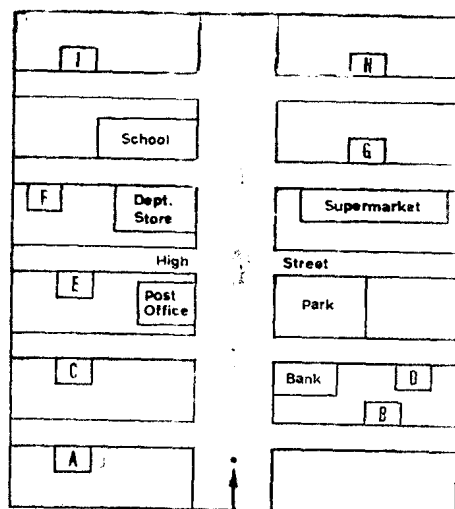 I
H
School
G
F
Dept.
Store
Supermarket
High Street
E
Post
Office
Park
C
Bank
D
B
A